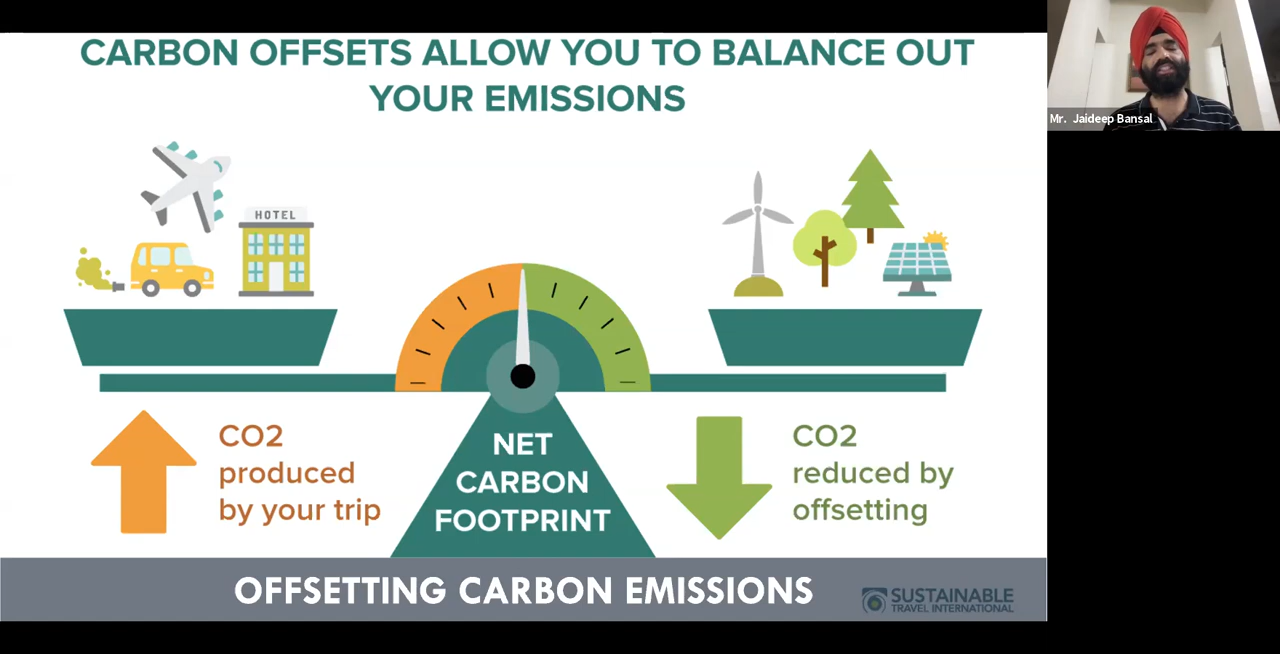 CARBON OFFSETS ALLOW YOU TO BALANCE OUT
YOUR EMISSIONS
Mr. Jaideep Bansal
HOTEL
CO2
produced
by your trip
NET
CARBON
FOOTPRINT
CO2
reduced by
offsetting
OFFSETTING CARBON EMISSIONS
SUSTAINABLE
TRAVEL INTERNATIONAL